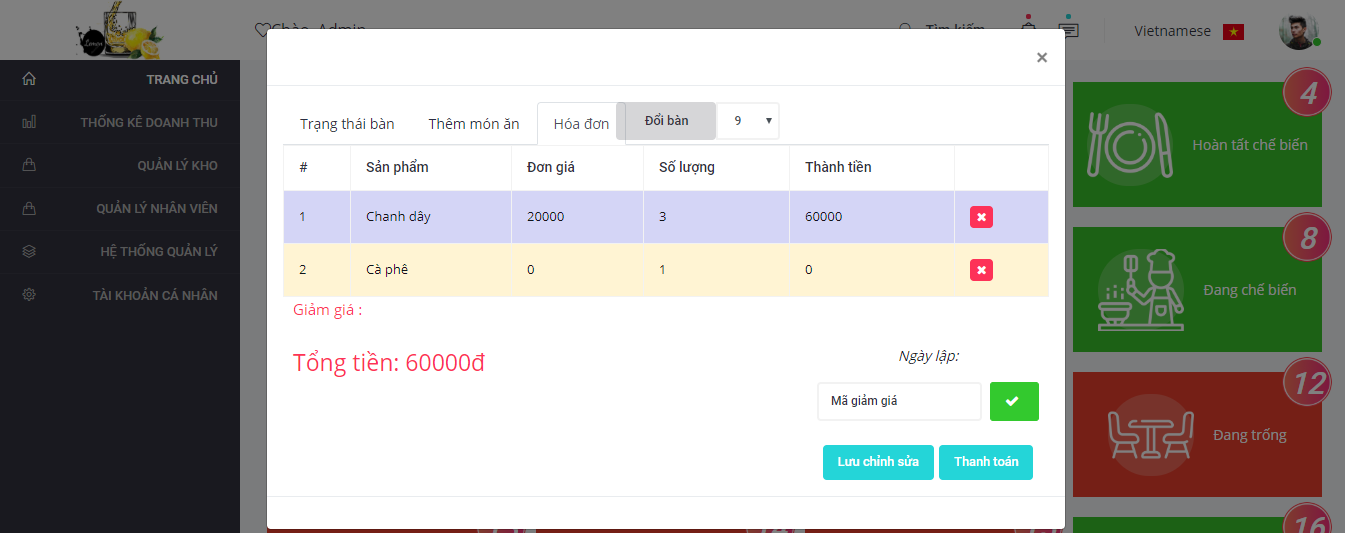 Chào, Admin
Tìm kiếm
Vietnamese
×
TRANG CHỦ
THỐNG KÊ DOANH THU
QUẢN LÝ KHO
QUẢN LÝ NHÂN VIÊN
HỆ THỐNG QUẢN LÝ
TÀI KHOẢN CÁ NHÂN
Trạng thái bàn Thêm món ăn Hóa đơn Đổi bàn 9
# Sản phẩm Đơn giá Số lượng Thành tiền
1 Chanh dây 20000 3 60000
2 Cà phê 0 1 0
Giảm giá :
Tổng tiền: 60000đ
Ngày lập:
Mã giảm giá
Lưu chỉnh sửa Thanh toán
4
Hoàn tất chế biến
8
Đang chế biến
12
Đang trống
16